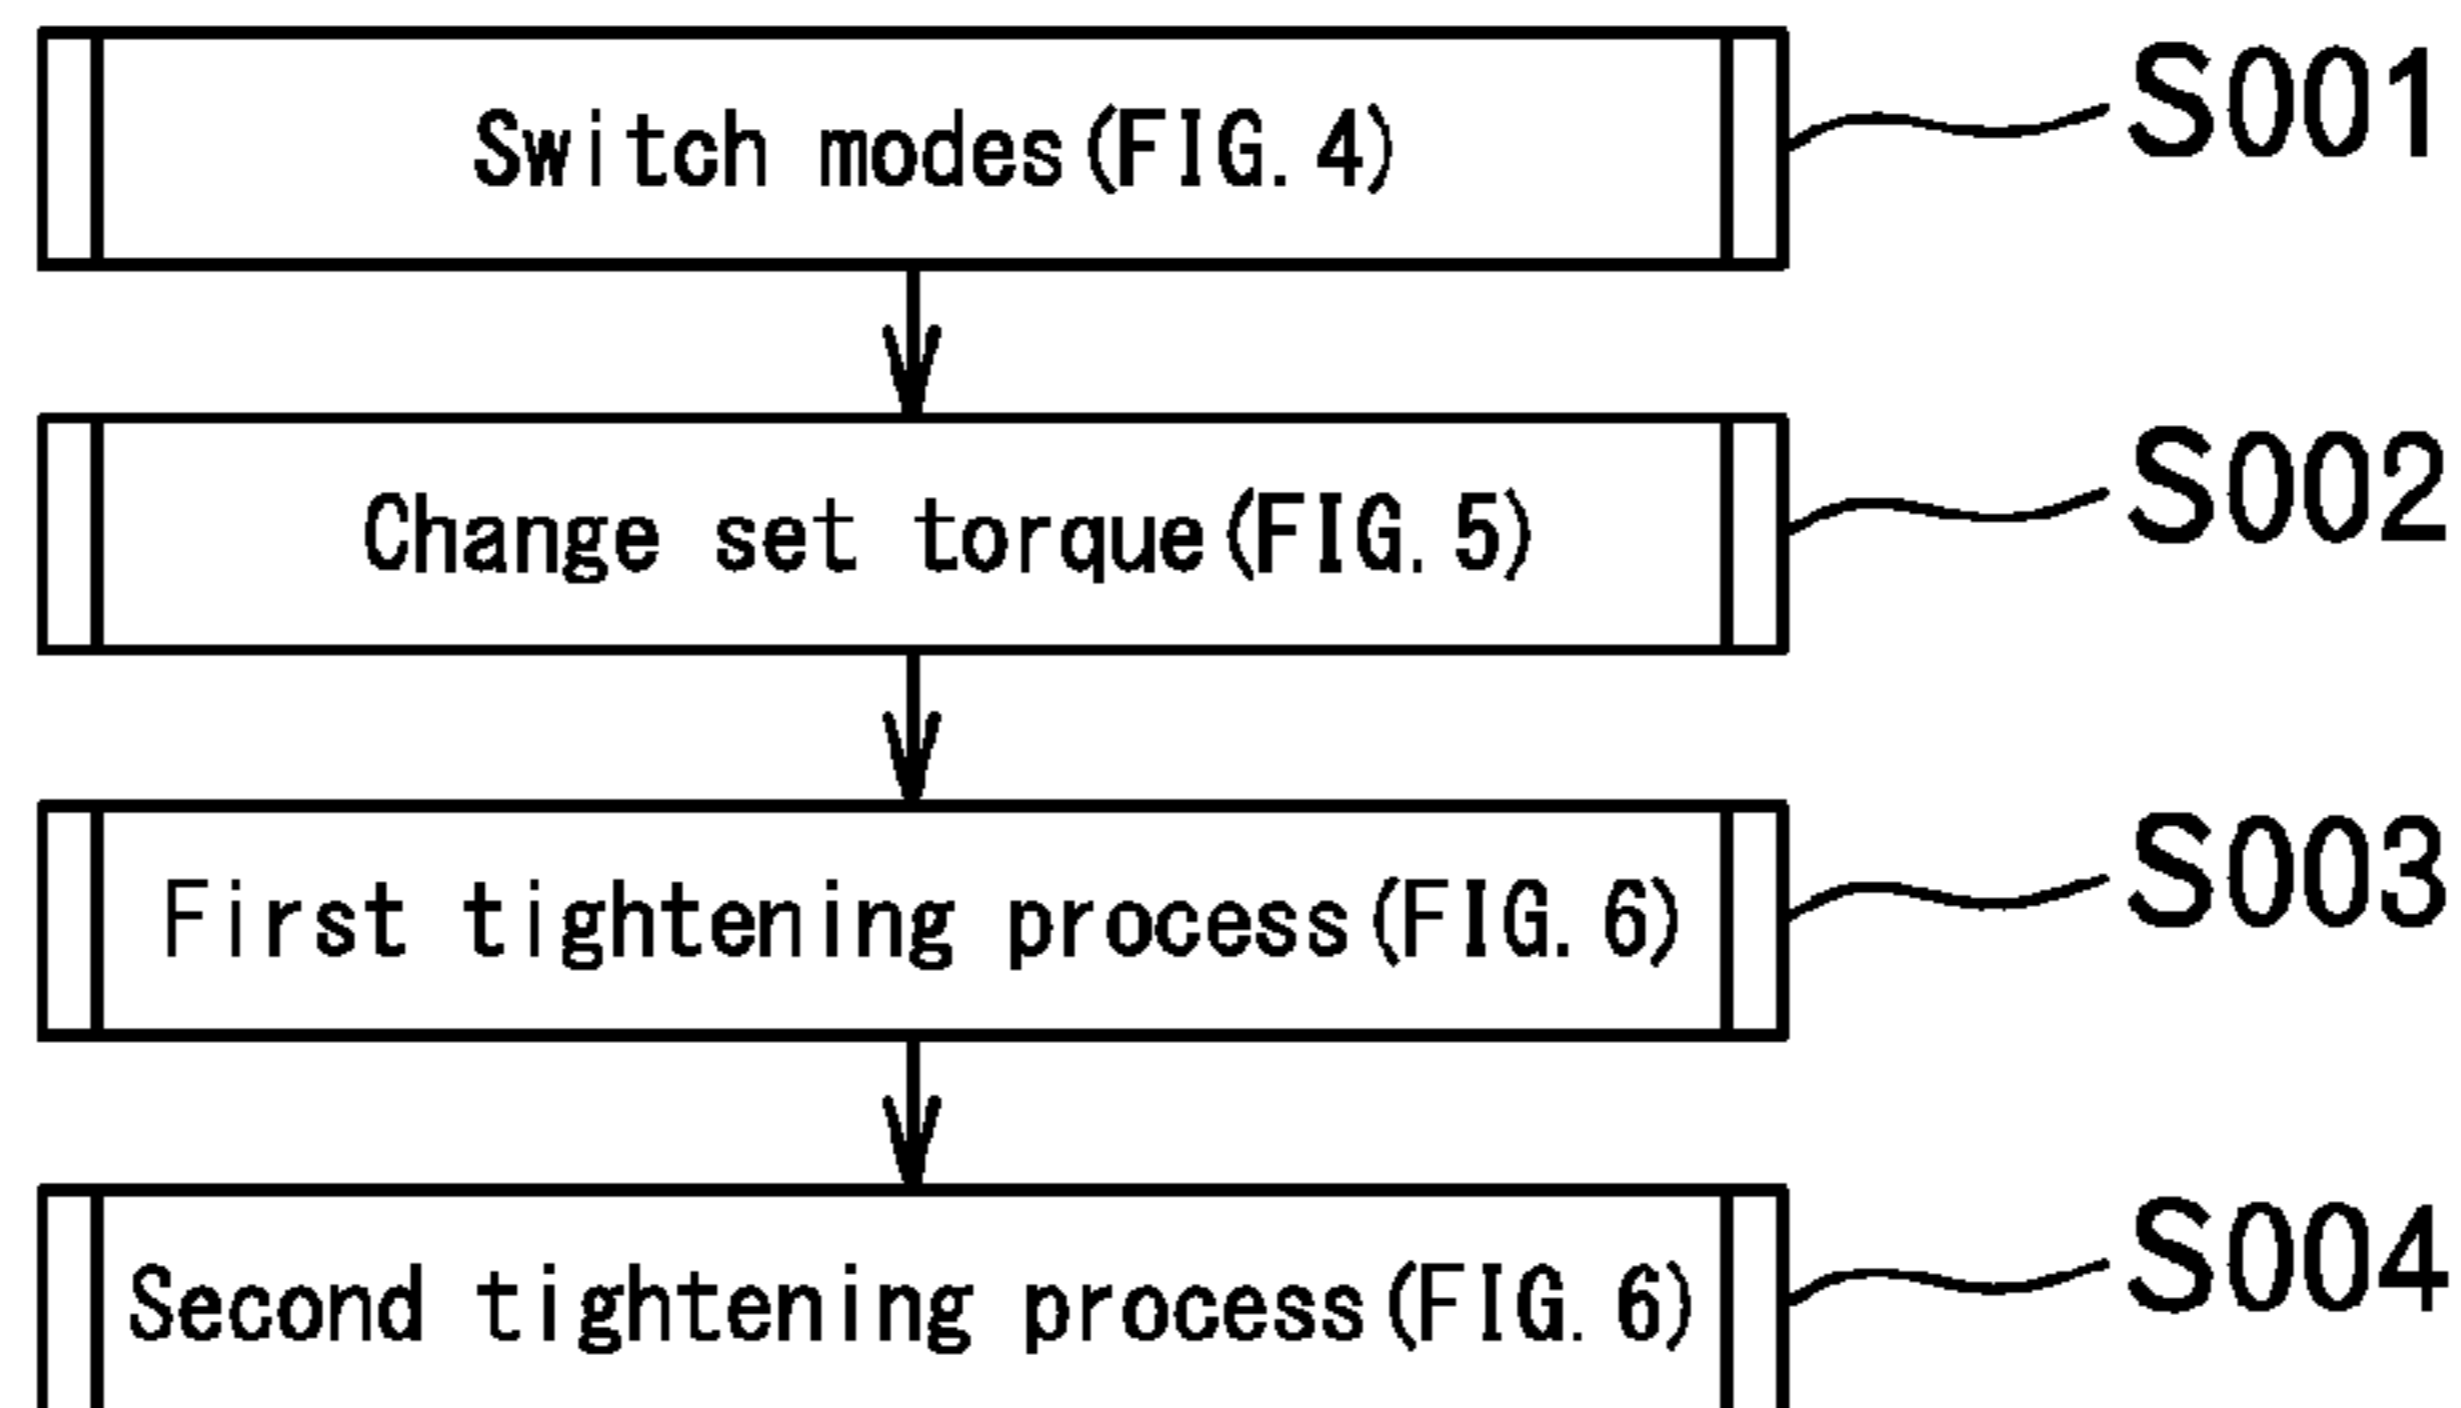 Switch modes(FIG. 4) S001
Change set torque(FIG. 5) S002
First tightening process(FIG. 6) S003
Second tightening process(FIG. 6) S004